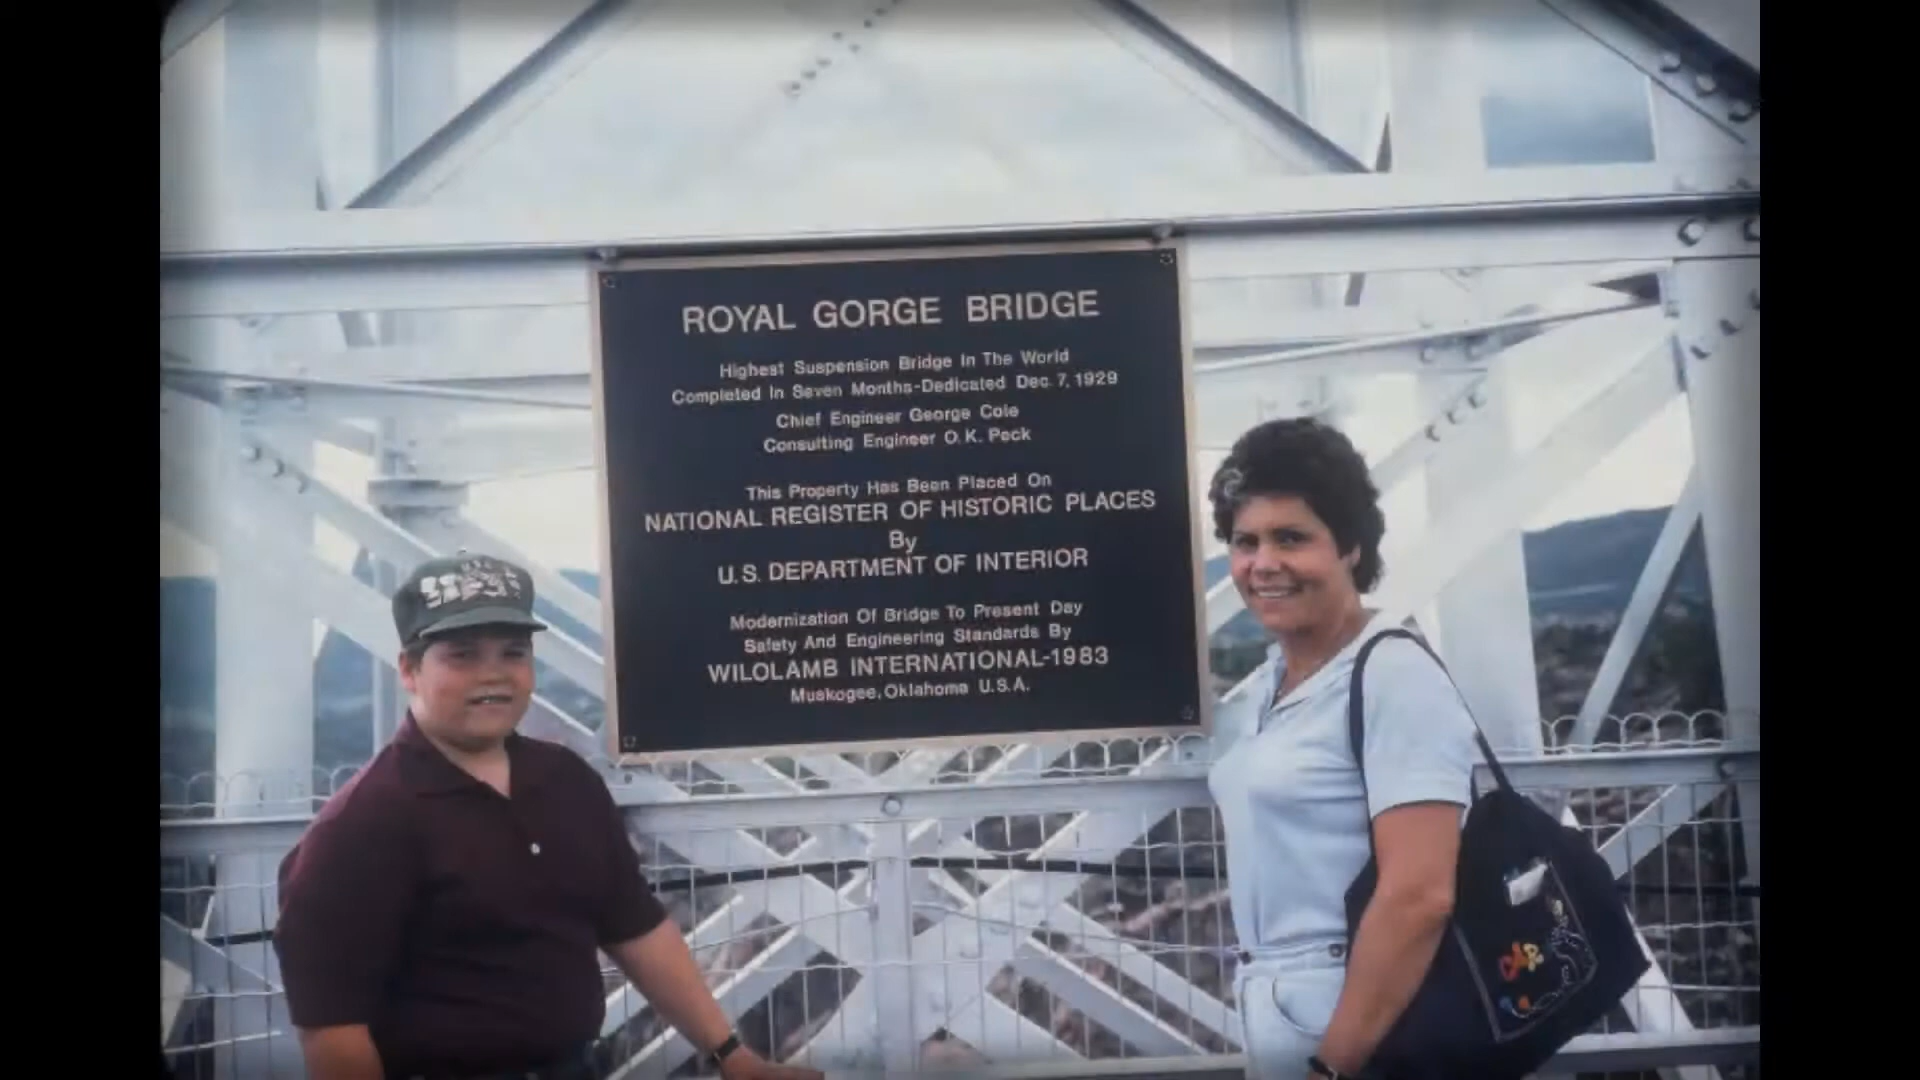 ROYAL GORGE BRIDGE
Highest Suspension Bridge In The World
Completed In Seven Months-Dedicated Dec. 7, 1929
Chief Engineer George Cole
Consulting Engineer O.K. Peck
This Property Has Been Placed On
NATIONAL REGISTER OF HISTORIC PLACES
By
U.S. DEPARTMENT OF INTERIOR
Modernization Of Bridge To Present Day
Safety And Engineering Standards By
WILOLAMB INTERNATIONAL-1983
Muskogee, Oklahoma U.S.A.